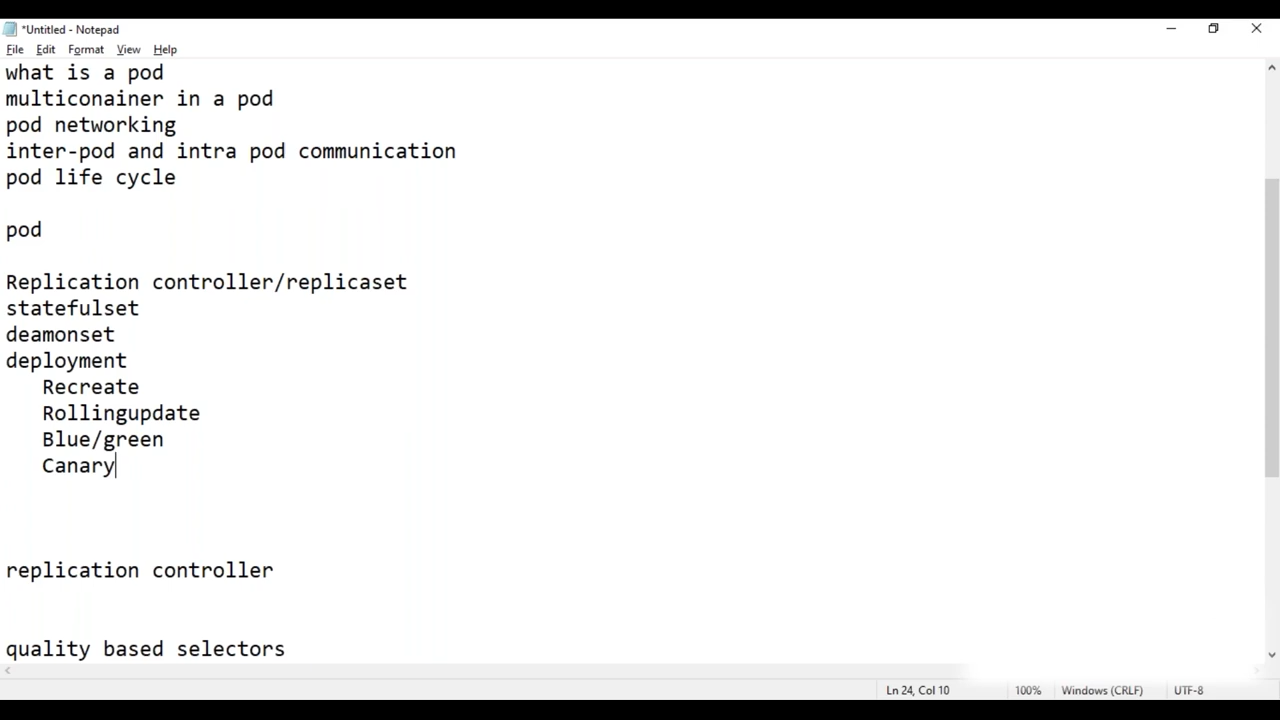 *Untitled - Notepad
File Edit Format View Help
what is a pod
multiconainer in a pod
pod networking
inter-pod and intra pod communication
pod life cycle
pod
Replication controller/replicaset
statefulset
deamonset
deployment
Recreate
Rollingupdate
Blue/green
Canary
replication controller
quality based selectors
Ln 24, Col 10 100% Windows (CRLF) UTF-8